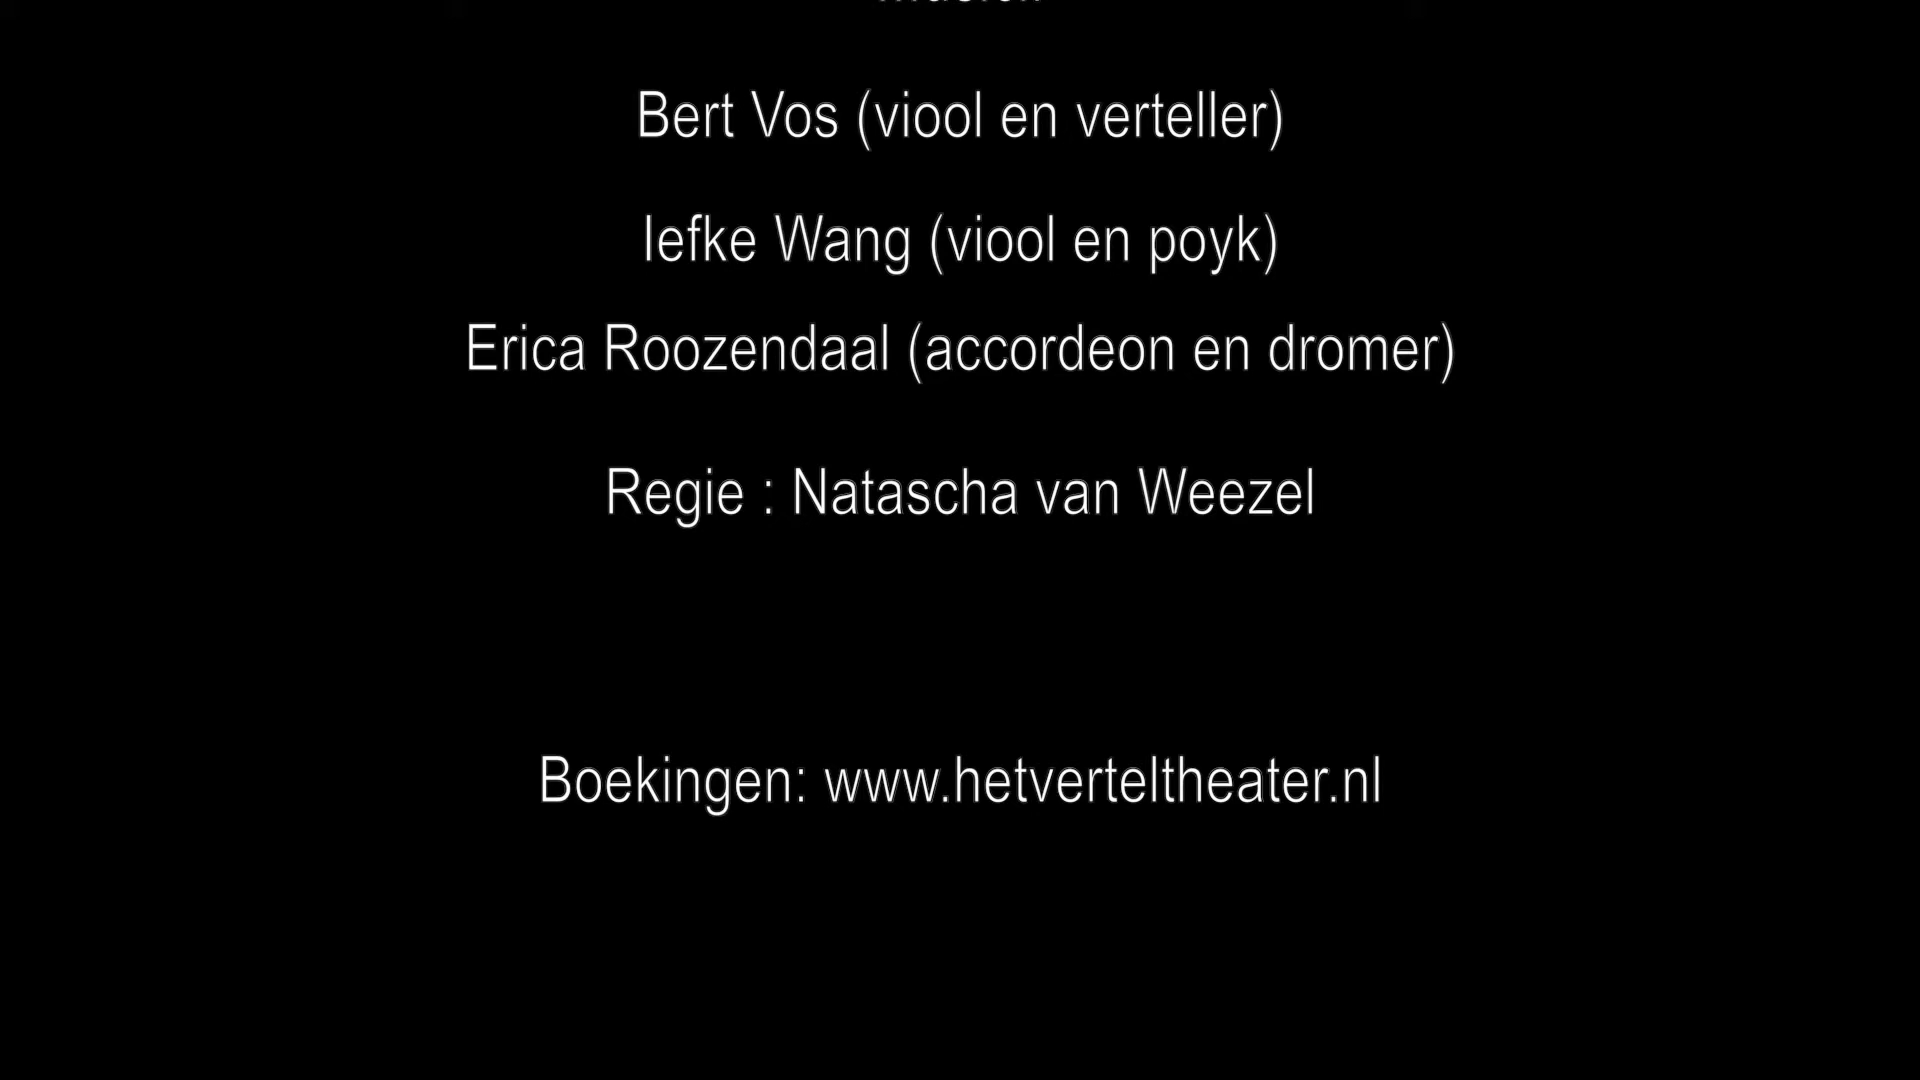 Bert Vos (viool en verteller)
Iefke Wang (viool en poyk)
Erica Roozendaal (accordeon en dromer)
Regie : Natascha van Weezel
Boekingen: www.hetverteltheater.nl